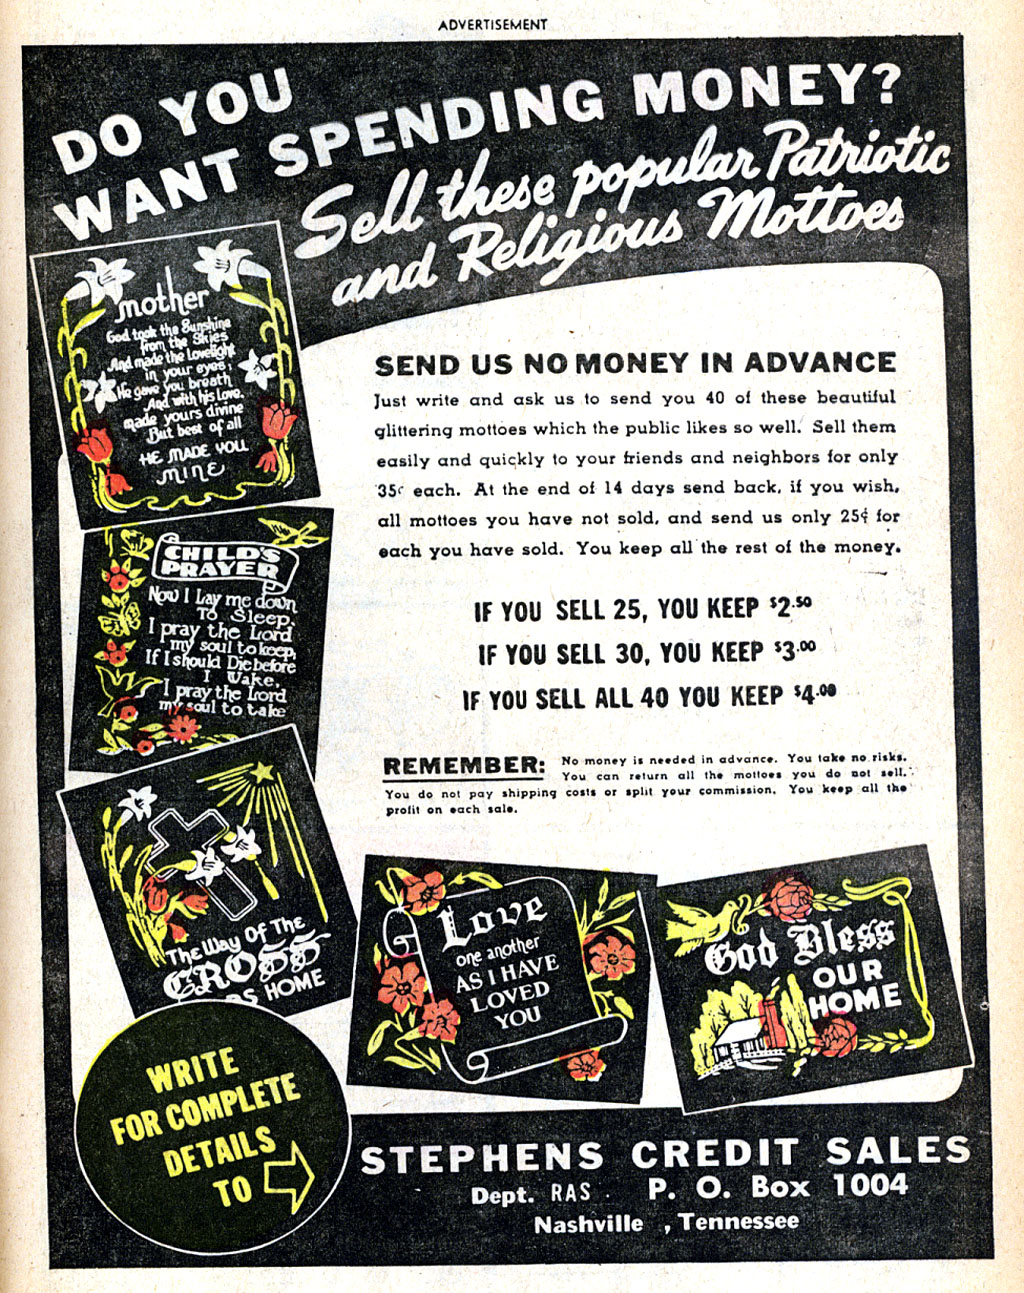 ADVERTISEMENT
DO YOU
WANT SPENDING MONEY?
Sell these popular Patriotic
and Religious Mottoes
mother
God took the Sunshine
from the Skies
And made the Lovelight
in your eyes;
He gave you breath
And with his Love,
made yours divine
But best of all
HE MADE YOU
MINE
CHILD'S
PRAYER
Now I Lay me down
To Sleep,
I pray the Lord
my soul to keep,
If I should Die before
I Wake,
I pray the Lord
my soul to take
The Way Of The
CROSS
DS HOME
SEND US NO MONEY IN ADVANCE
Just write and ask us to send you 40 of these beautiful
glittering mottoes which the public likes so well. Sell them
easily and quickly to your friends and neighbors for only
35¢ each. At the end of 14 days send back, if you wish,
all mottoes you have not sold, and send us only 25¢ for
each you have sold. You keep all the rest of the money.
IF YOU SELL 25, YOU KEEP $2.50
IF YOU SELL 30, YOU KEEP $3.00
IF YOU SELL ALL 40 YOU KEEP $4.00
REMEMBER: No money is needed in advance. You take no risks.
You can return all the mottoes you do not sell.
You do not pay shipping costs or split your commission. You keep all the
profit on each sale.
Love
one another
AS I HAVE
LOVED
YOU
God Bless
OUR
HOME
WRITE
FOR COMPLETE
DETAILS
TO
STEPHENS CREDIT SALES
Dept. RAS . P. O. Box 1004
Nashville , Tennessee